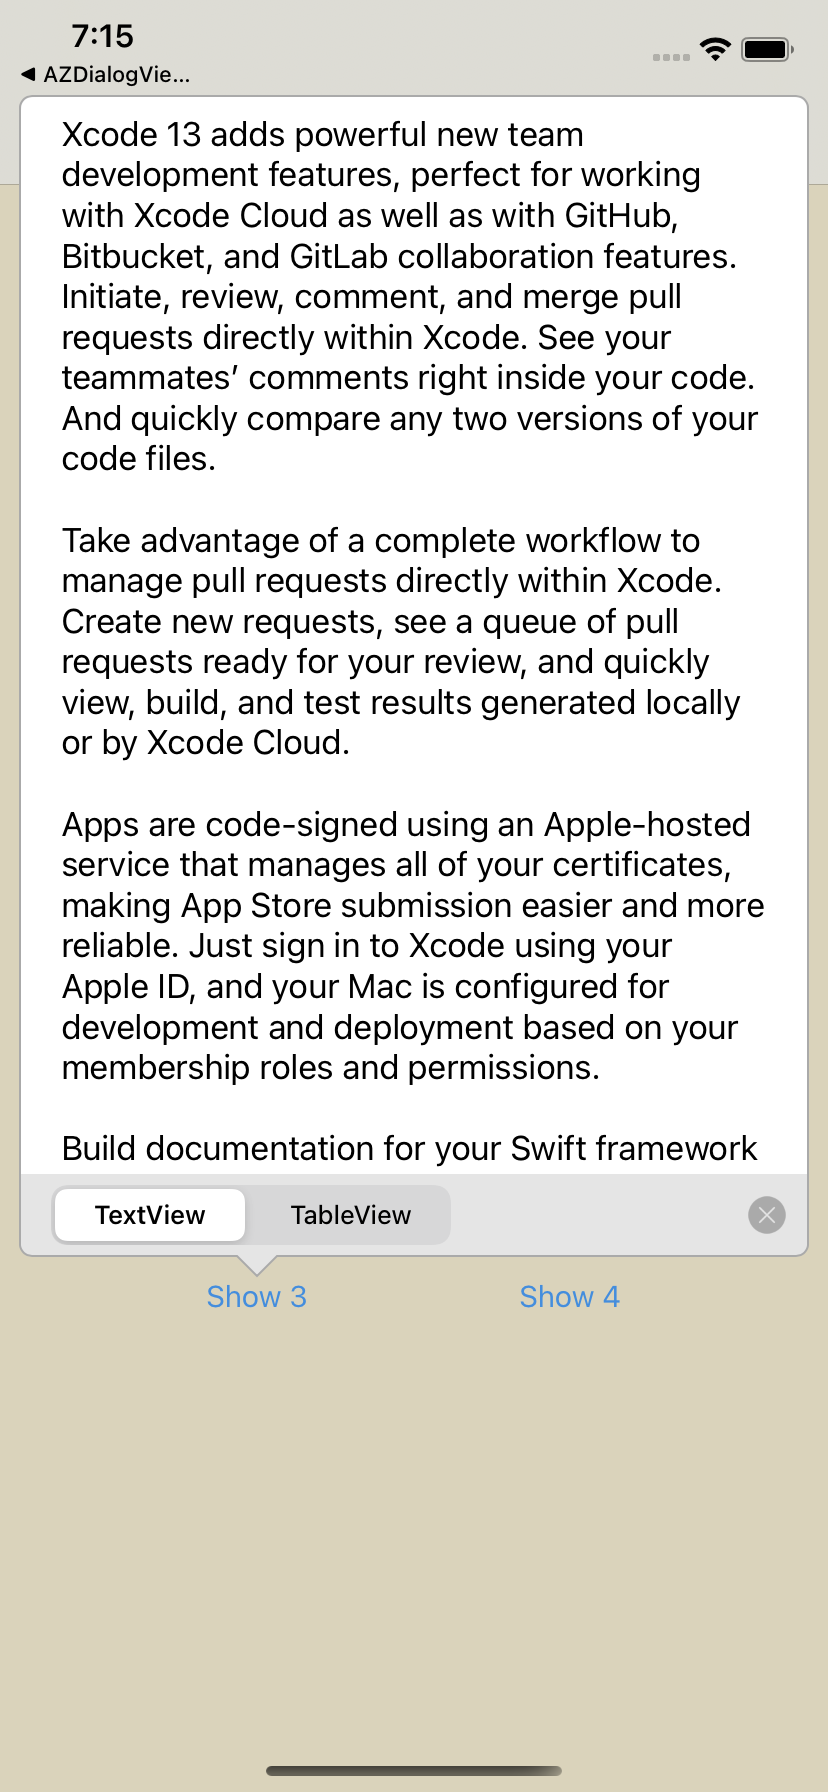 7:15
◀ AZDialogVie...
Xcode 13 adds powerful new team
development features, perfect for working
with Xcode Cloud as well as with GitHub,
Bitbucket, and GitLab collaboration features.
Initiate, review, comment, and merge pull
requests directly within Xcode. See your
teammates’ comments right inside your code.
And quickly compare any two versions of your
code files.
Take advantage of a complete workflow to
manage pull requests directly within Xcode.
Create new requests, see a queue of pull
requests ready for your review, and quickly
view, build, and test results generated locally
or by Xcode Cloud.
Apps are code-signed using an Apple-hosted
service that manages all of your certificates,
making App Store submission easier and more
reliable. Just sign in to Xcode using your
Apple ID, and your Mac is configured for
development and deployment based on your
membership roles and permissions.
Build documentation for your Swift framework
TextView TableView
Show 3 Show 4